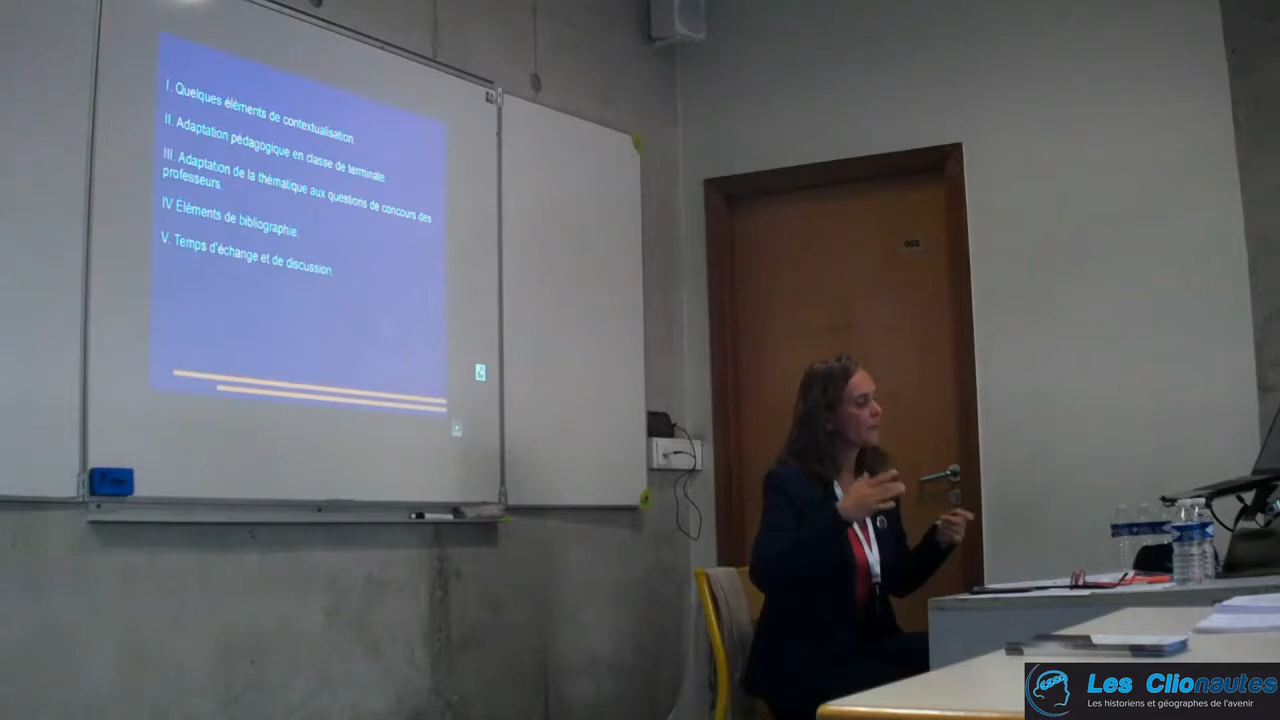 I. Quelques éléments de contextualisation.
II. Adaptation pédagogique en classe de terminale.
III. Adaptation de la thématique aux questions de concours des
professeurs.
IV Éléments de bibliographie.
V. Temps d'échange et de discussion.
002
Les Clionautes
Les historiens et géographes de l'avenir